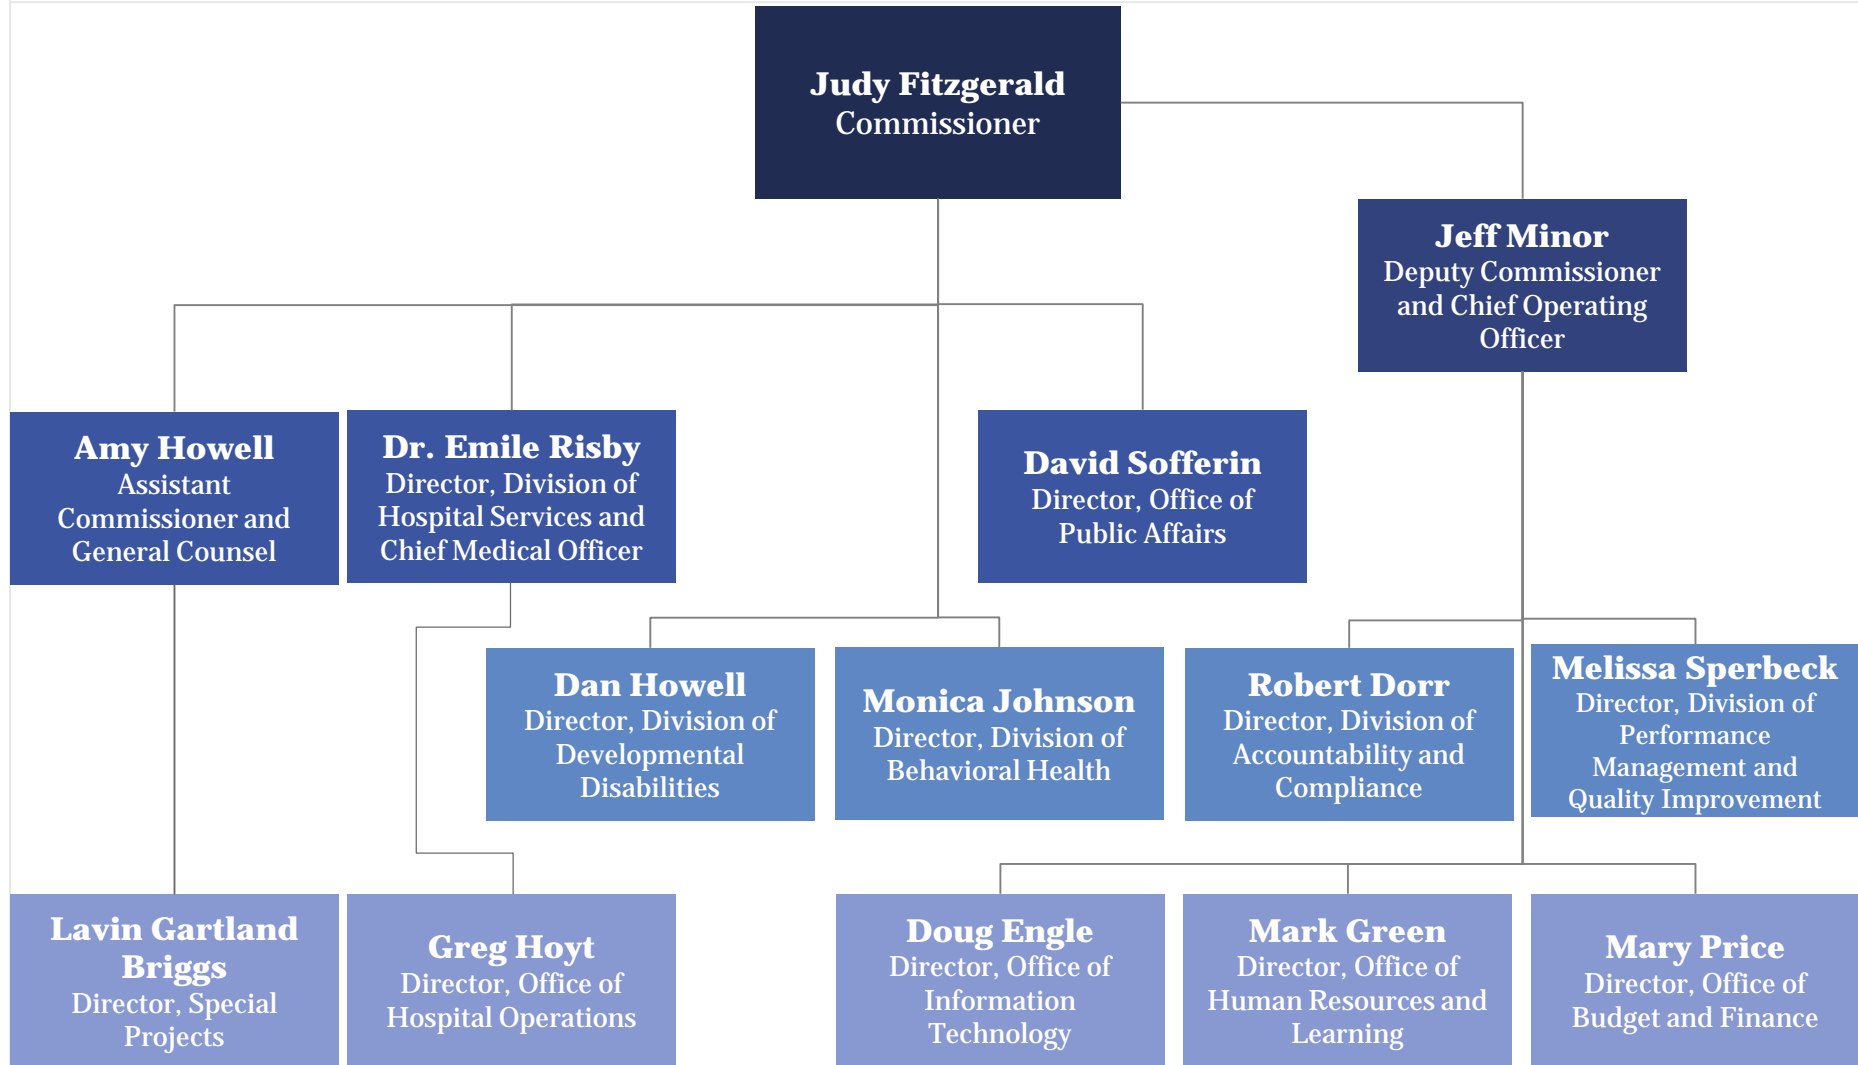 Judy Fitzgerald
Commissioner
Jeff Minor
Deputy Commissioner
and Chief Operating
Officer
Amy Howell
Assistant
Commissioner and
General Counsel
Dr. Emile Risby
Director, Division of
Hospital Services and
Chief Medical Officer
David Sofferin
Director, Office of
Public Affairs
Dan Howell
Director, Division of
Developmental
Disabilities
Monica Johnson
Director, Division of
Behavioral Health
Robert Dorr
Director, Division of
Accountability and
Compliance
Melissa Sperbeck
Director, Division of
Performance
Management and
Quality Improvement
Lavin Gartland
Briggs
Director, Special
Projects
Greg Hoyt
Director, Office of
Hospital Operations
Doug Engle
Director, Office of
Information
Technology
Mark Green
Director, Office of
Human Resources and
Learning
Mary Price
Director, Office of
Budget and Finance